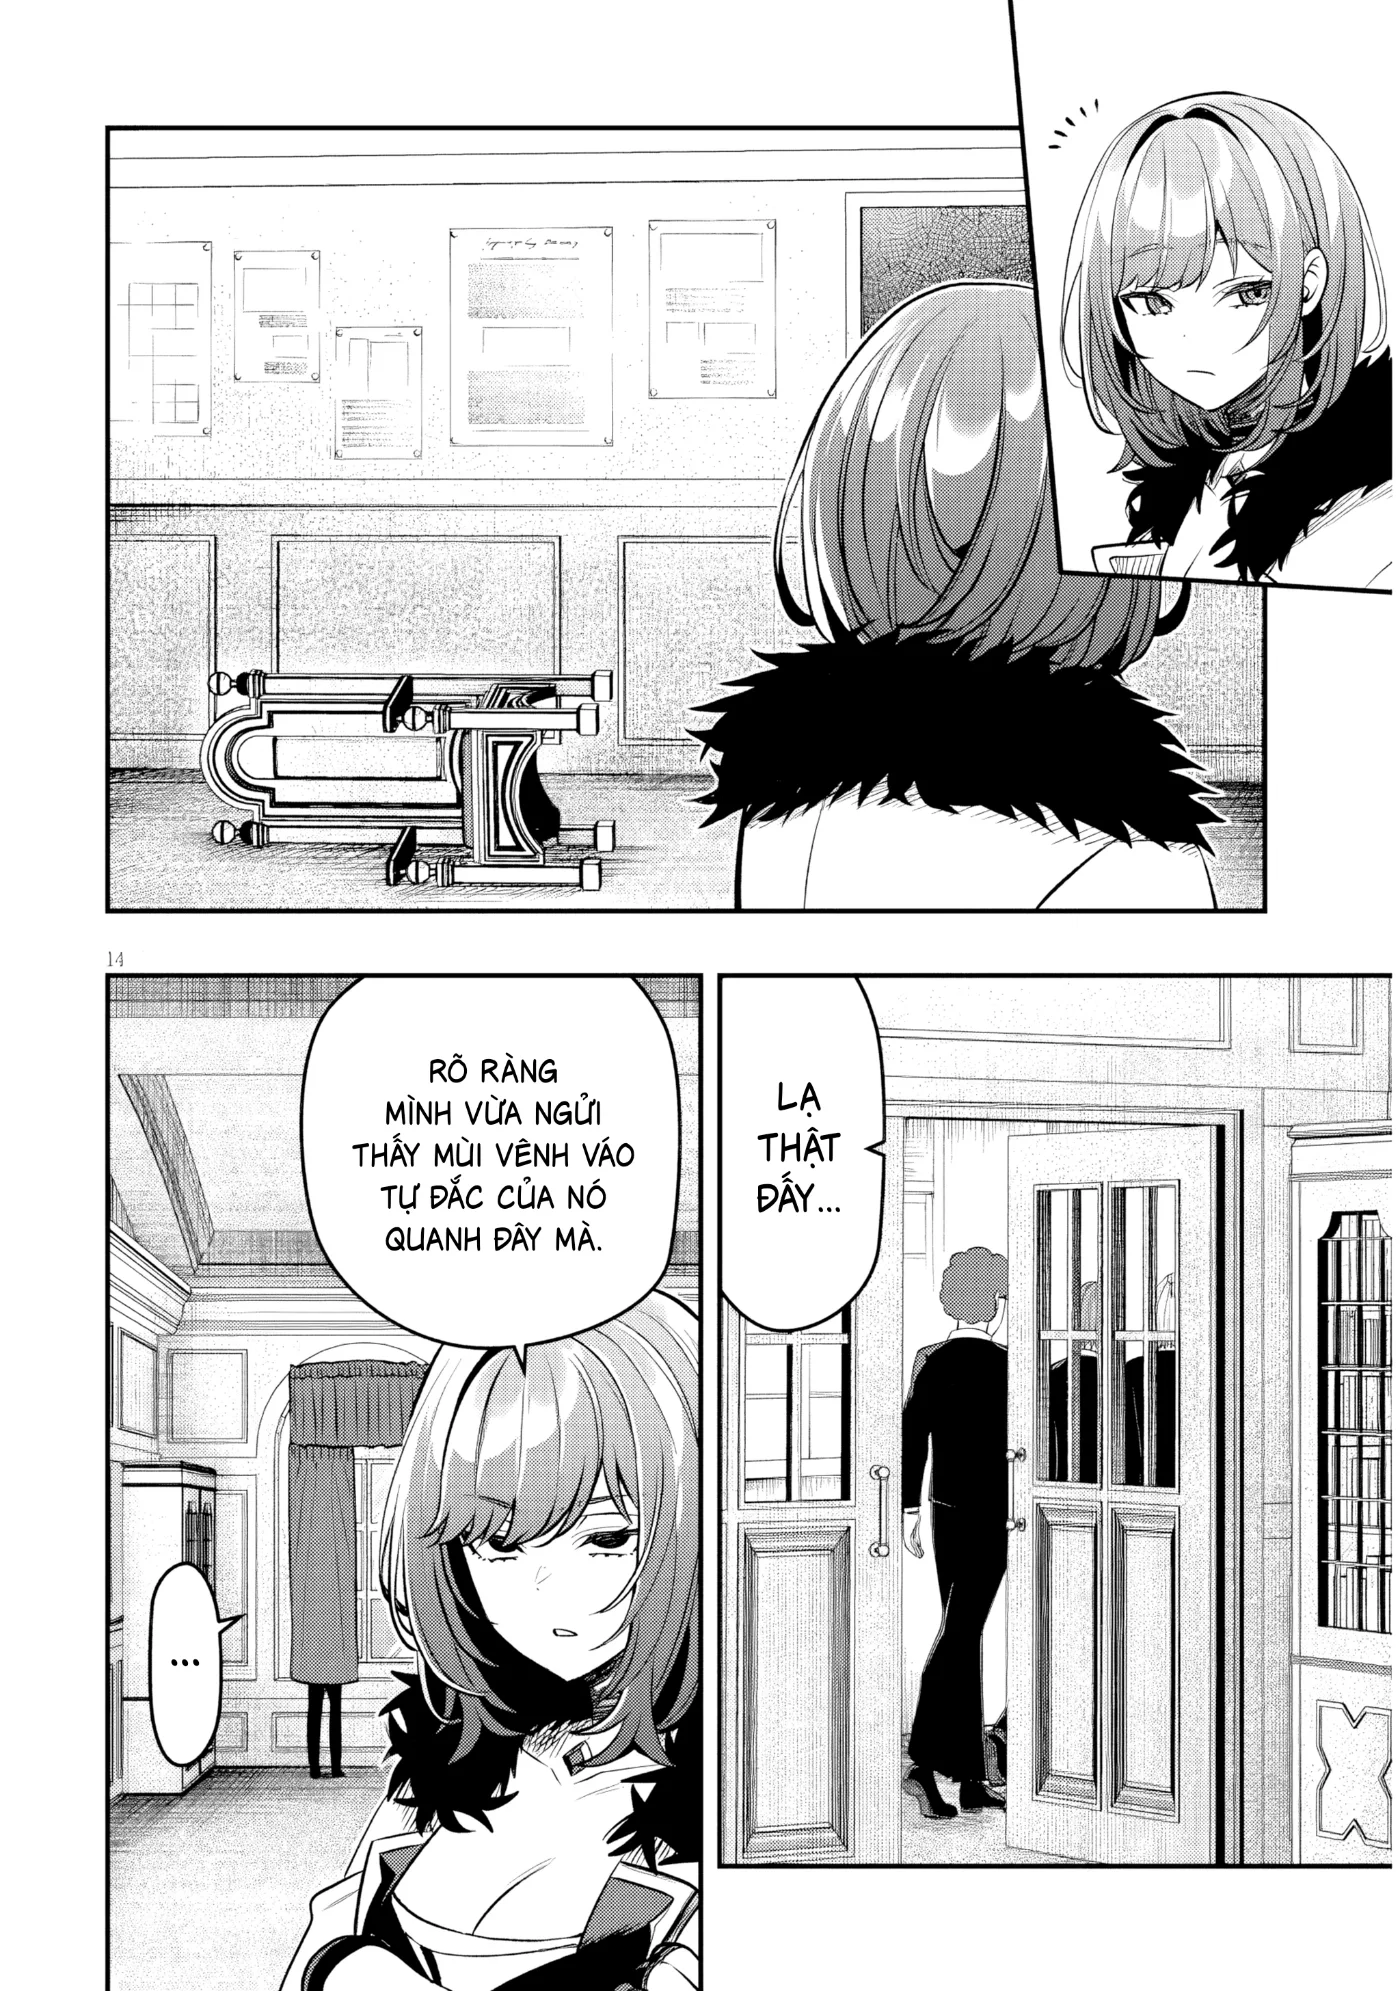 14
LẠ
THẬT
ĐẤY...
RÕ RÀNG
MÌNH VỪA NGỬI
THẤY MÙI VÊNH VÁO
TỰ ĐẮC CỦA NÓ
QUANH ĐÂY MÀ.
...